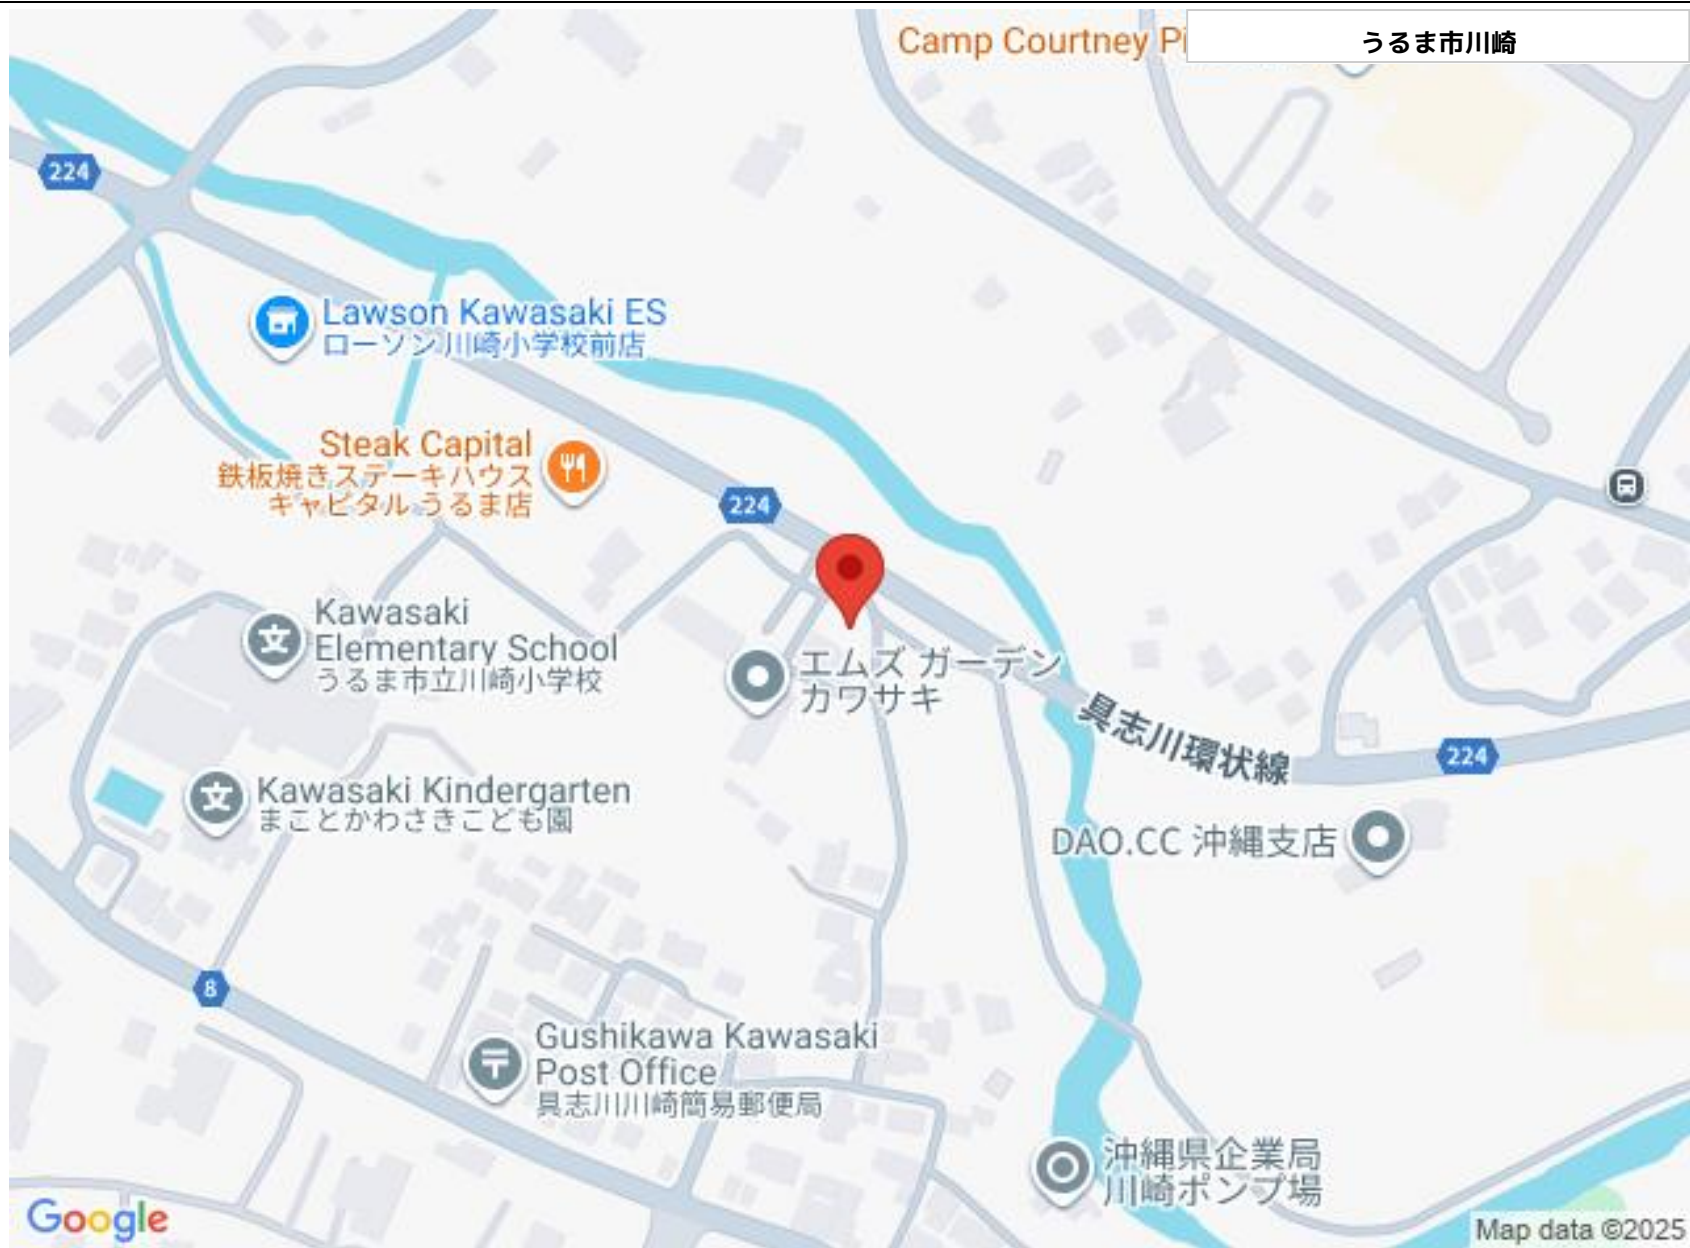 Camp Courtney Pi
うるま市川崎
224
Lawson Kawasaki ES
ローソン 川崎小学校前店
Steak Capital
鉄板焼きステーキハウス
キャピタル うるま店
224
Kawasaki
Elementary School
うるま市立川崎小学校
エムズ ガーデン
カワサキ
具志川環状線
224
Kawasaki Kindergarten
まことかわさきこども園
DAO.CC 沖縄支店
8
Gushikawa Kawasaki
Post Office
具志川川崎簡易郵便局
沖縄県企業局
川崎ポンプ場
Google
Map data ©2025